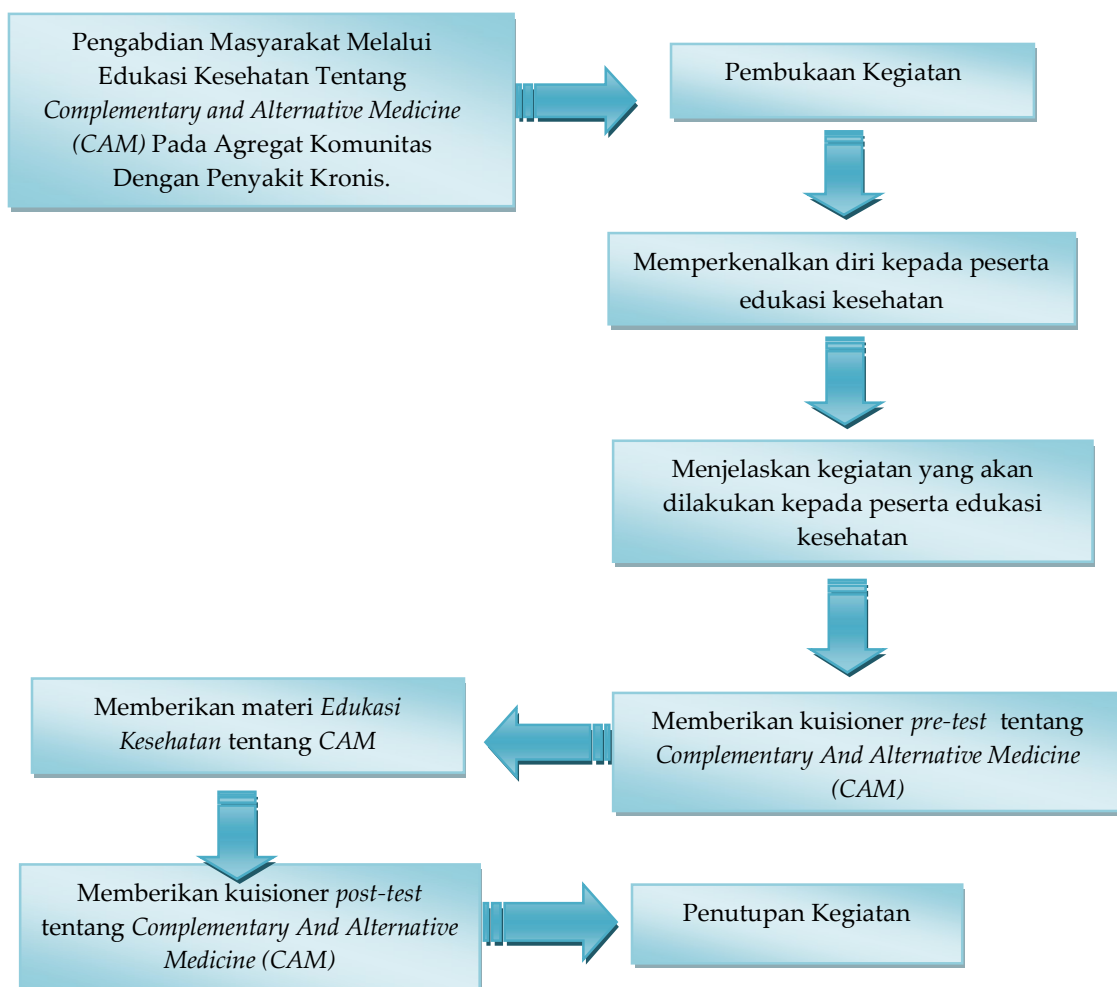 Pengabdian Masyarakat Melalui
Edukasi Kesehatan Tentang
Complementary and Alternative Medicine
(CAM) Pada Agregat Komunitas
Dengan Penyakit Kronis.
Pembukaan Kegiatan
Memperkenalkan diri kepada peserta
edukasi kesehatan
Menjelaskan kegiatan yang akan
dilakukan kepada peserta edukasi
kesehatan
Memberikan kuisioner pre-test tentang
Complementary And Alternative Medicine
(CAM)
Memberikan materi Edukasi
Kesehatan tentang CAM
Memberikan kuisioner post-test
tentang Complementary And Alternative
Medicine (CAM)
Penutupan Kegiatan